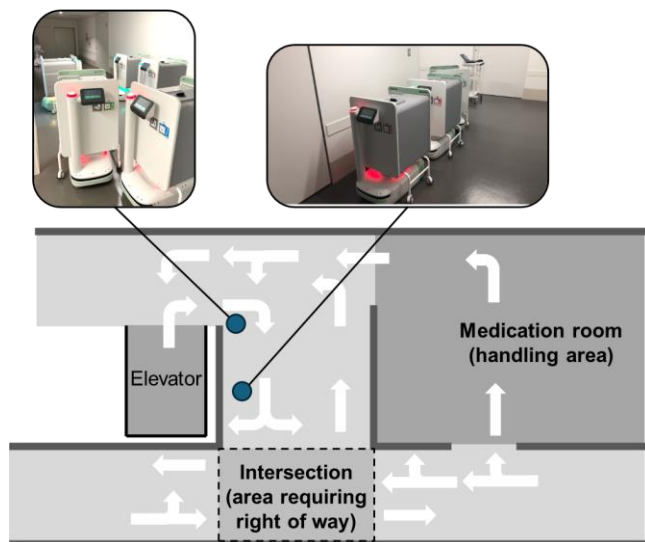 Elevator
Medication room
(handling area)
Intersection
(area requiring
right of way)